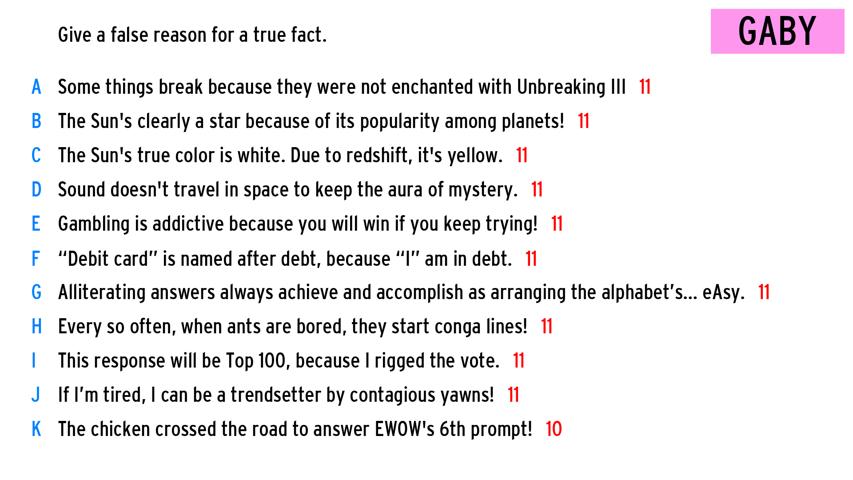 Give a false reason for a true fact.
GABY
A Some things break because they were not enchanted with Unbreaking III 11
B The Sun's clearly a star because of its popularity among planets! 11
C The Sun's true color is white. Due to redshift, it's yellow. 11
D Sound doesn't travel in space to keep the aura of mystery. 11
E Gambling is addictive because you will win if you keep trying! 11
F “Debit card” is named after debt, because “I” am in debt. 11
G Alliterating answers always achieve and accomplish as arranging the alphabet’s... eAsy. 11
H Every so often, when ants are bored, they start conga lines! 11
I This response will be Top 100, because I rigged the vote. 11
J If I’m tired, I can be a trendsetter by contagious yawns! 11
K The chicken crossed the road to answer EWOW's 6th prompt! 10